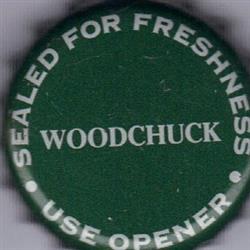 SEALED FOR FRESHNESS
WOODCHUCK
• USE OPENER •